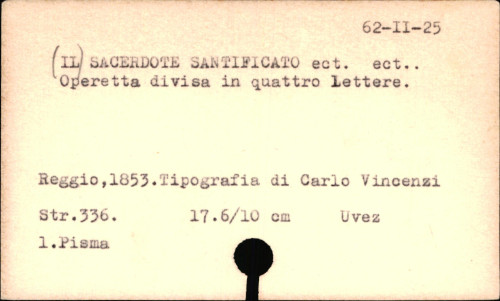 62-II-25
(IL) SACERDOTE SANTIFICATO ect. ect..
Operetta divisa in quattro lettere.
Reggio,1853.Tipografia di Carlo Vincenzi
Str.336. 17.6/10 cm Uvez
1.Pisma